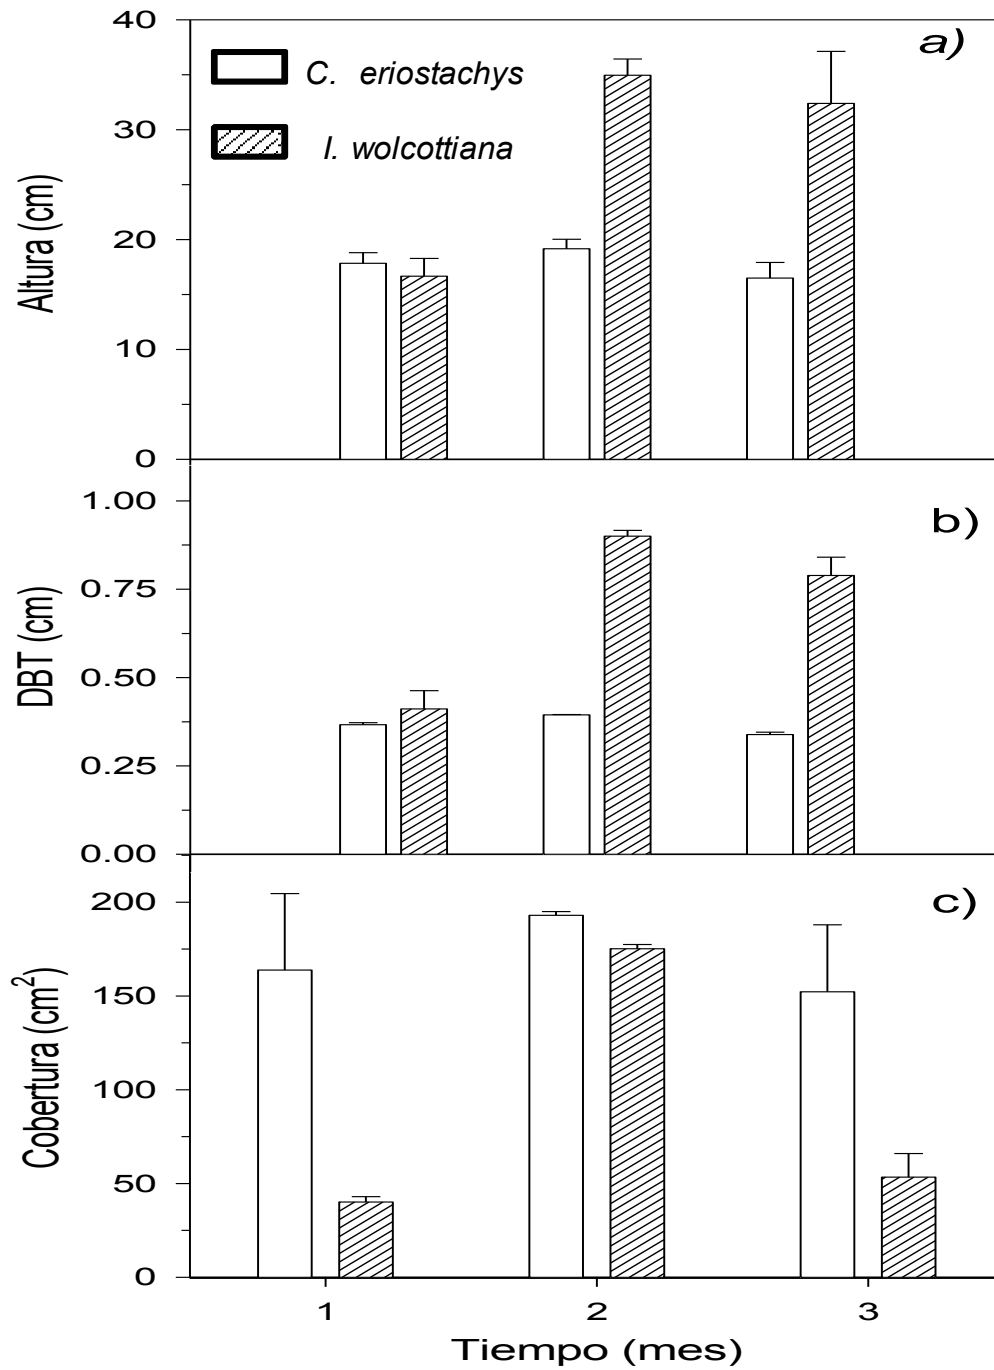 40
a)
C. eriostachys
30
I. wolcottiana
Altura (cm)
20
10
0
1.00
b)
0.75
DBT (cm)
0.50
0.25
0.00
200
c)
150
Cobertura (cm²)
100
50
0
1 2 3
Tiempo (mes)